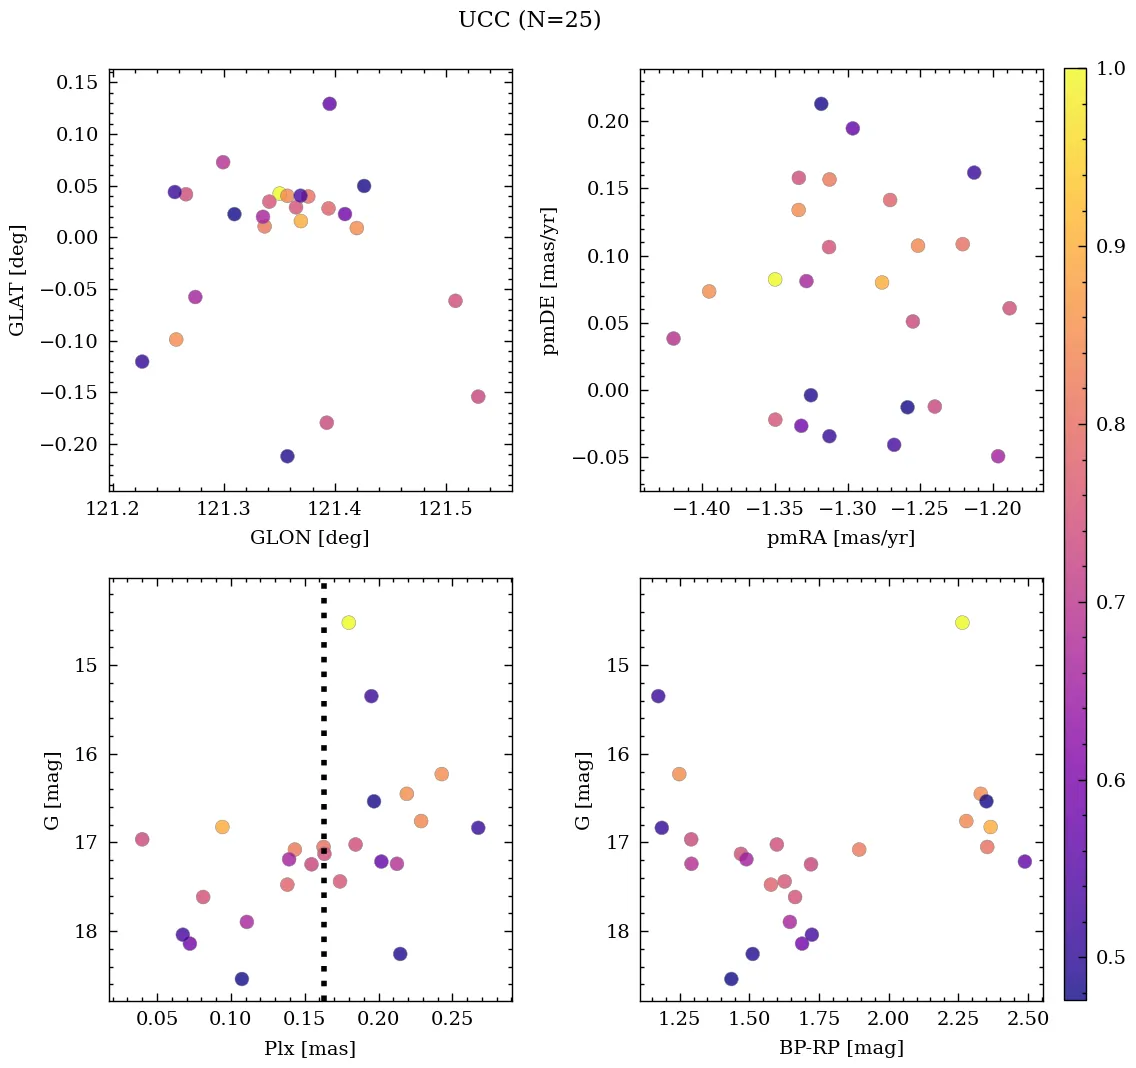 UCC (N=25)
0.15
0.10
0.05
0.00
−0.05
−0.10
−0.15
−0.20
GLAT [deg]
121.2 121.3 121.4 121.5
GLON [deg]
0.20
0.15
0.10
0.05
0.00
−0.05
pmDE [mas/yr]
−1.40 −1.35 −1.30 −1.25 −1.20
pmRA [mas/yr]
1.0
0.9
0.8
0.7
0.6
0.5
15
16
17
18
G [mag]
0.05 0.10 0.15 0.20 0.25
Plx [mas]
15
16
17
18
G [mag]
1.25 1.50 1.75 2.00 2.25 2.50
BP-RP [mag]